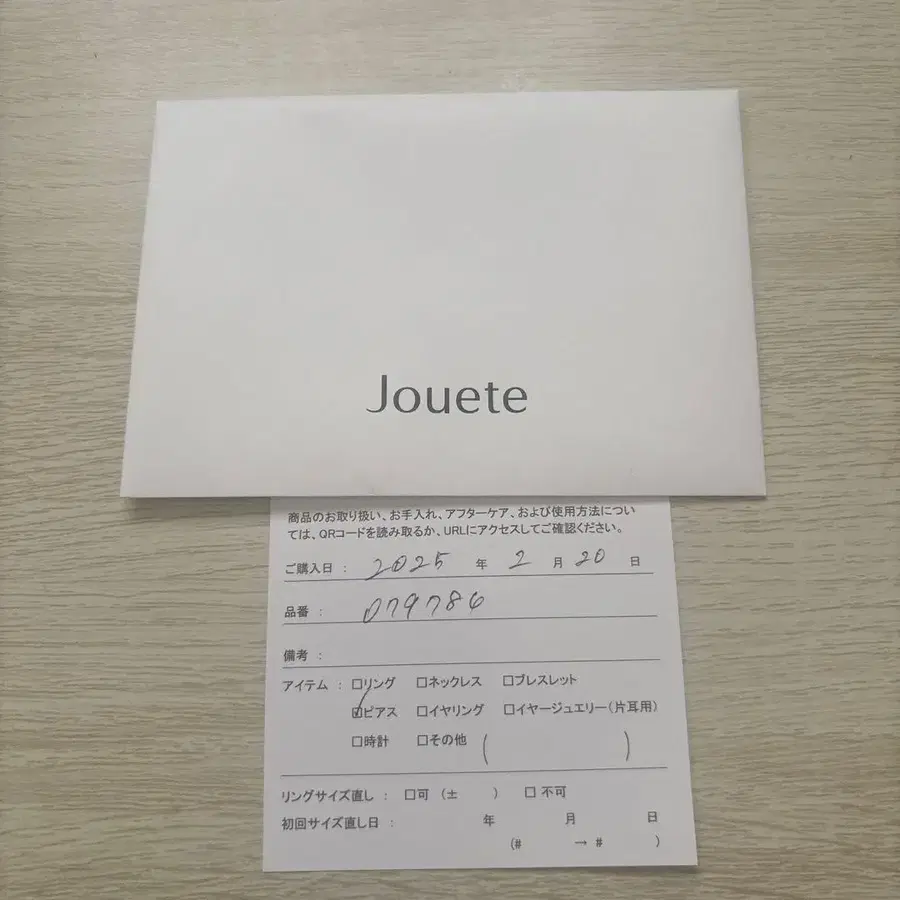 Jouete
商品のお取り扱い、お手入れ、アフターケア、および使用方法につい
ては、QRコードを読み取るか、URLにアクセスしてご確認ください。
ご購入日 : 2025 年 2 月 20 日
品番 : 079786
備考 :
アイテム : □リング □ネックレス □ブレスレット
☑ピアス □イヤリング □イヤージュエリー(片耳用)
□時計 □その他 ( )
リングサイズ直し : □可 (± ) □ 不可
初回サイズ直し日 : 年 月 日
(# → # )